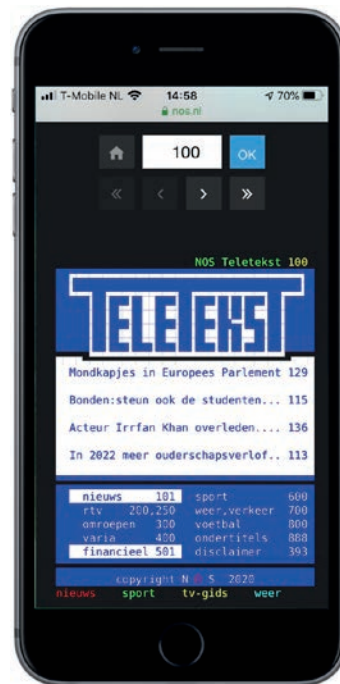 T-Mobile NL 14:58 70%
nos.nl
100 OK
« < > »
NOS Teletekst 100
TELETEKST
Mondkapjes in Europees Parlement 129
Bonden:steun ook de studenten... 115
Acteur Irrfan Khan overleden.... 136
In 2022 meer ouderschapsverlof.. 113
nieuws 101 sport 600
rtv 200,250 weer,verkeer 700
omroepen 300 voetbal 800
varia 400 ondertitels 888
financieel 501 disclaimer 393
copyright N O S 2020
nieuws sport tv-gids weer